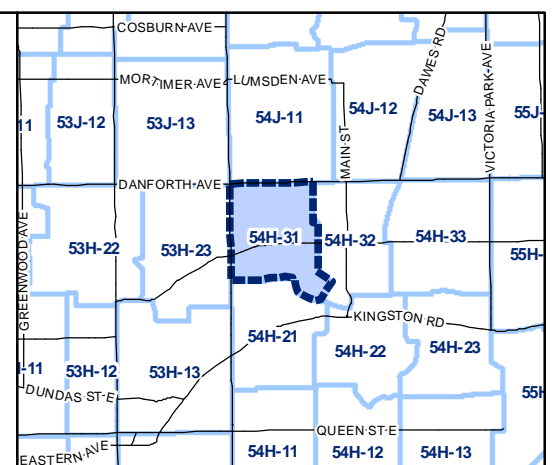 COSBURN AVE
MORTIMER AVE
LUMSDEN AVE
DAWES RD
VICTORIA PARK AVE
MAIN ST
11
53J-12
53J-13
54J-11
54J-12
54J-13
55J-
DANFORTH AVE
GREENWOOD AVE
53H-22
53H-23
54H-31
54H-32
54H-33
55H-
KINGSTON RD
54H-21
54H-22
54H-23
-11
53H-12
53H-13
55H
DUNDAS ST E
QUEEN ST E
EASTERN AVE
54H-11
54H-12
54H-13